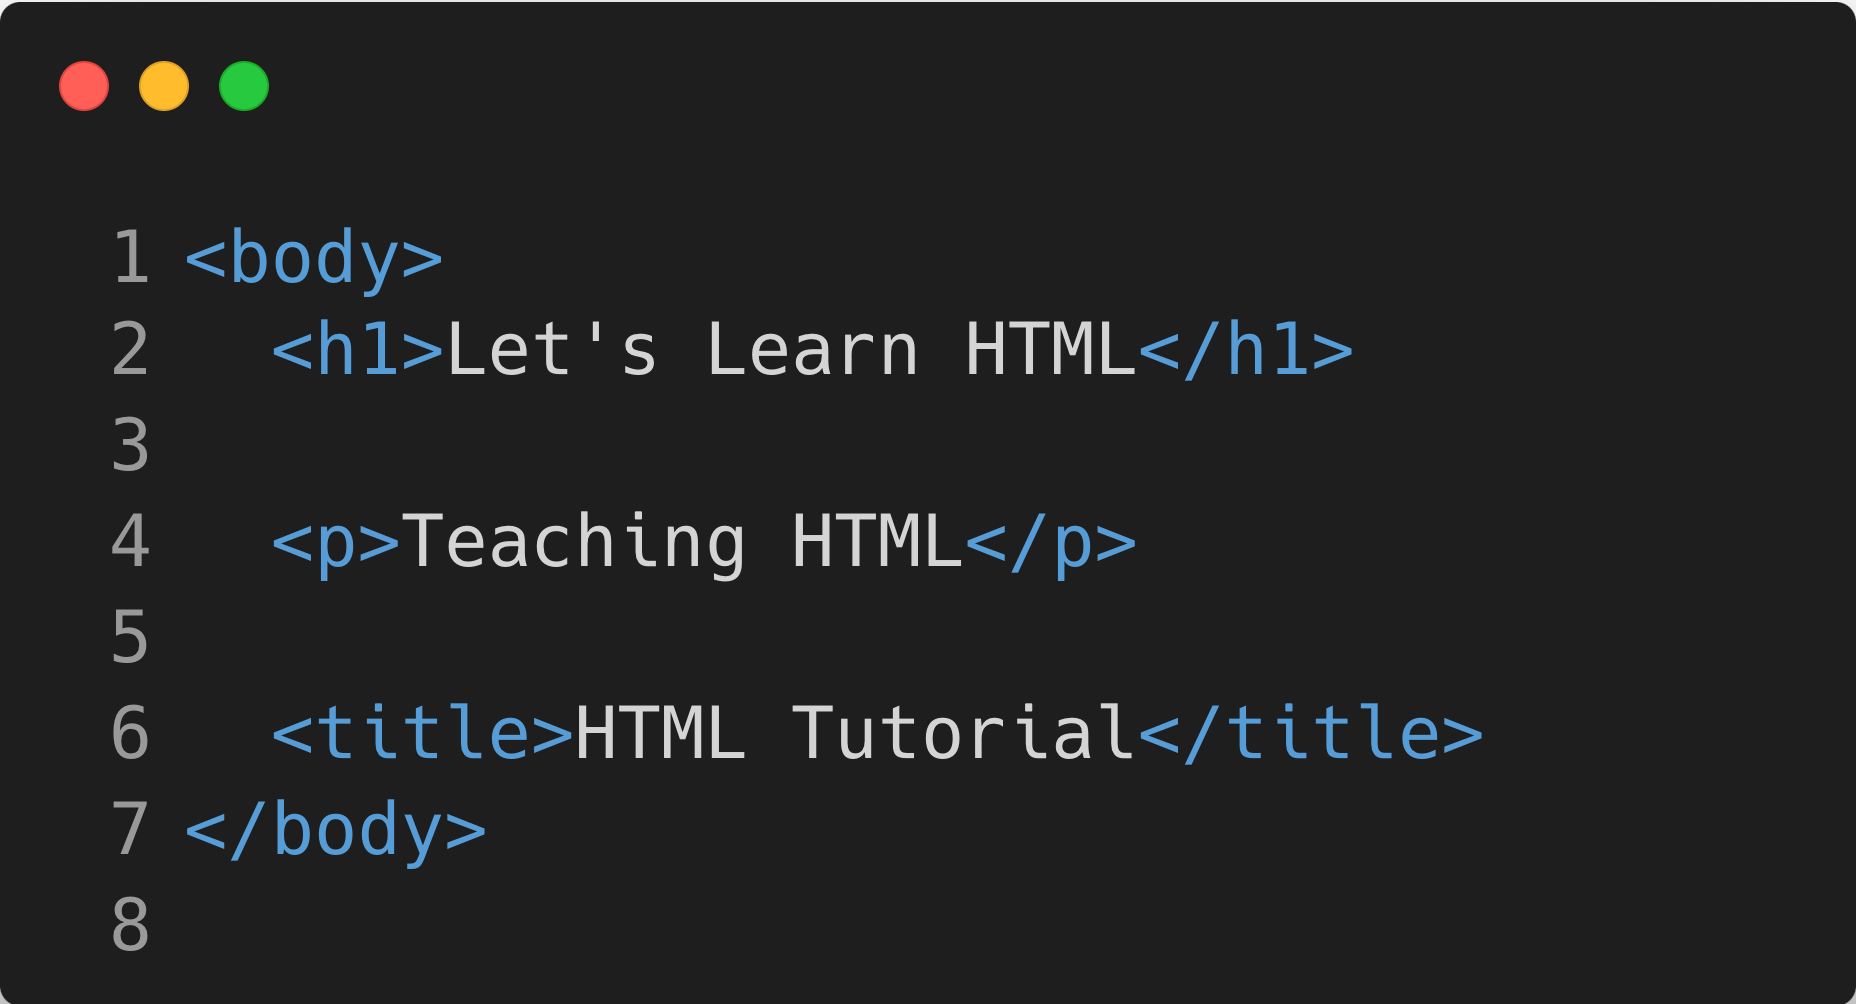 1 <body>
2   <h1>Let's Learn HTML</h1>
3
4   <p>Teaching HTML</p>
5
6   <title>HTML Tutorial</title>
7 </body>
8